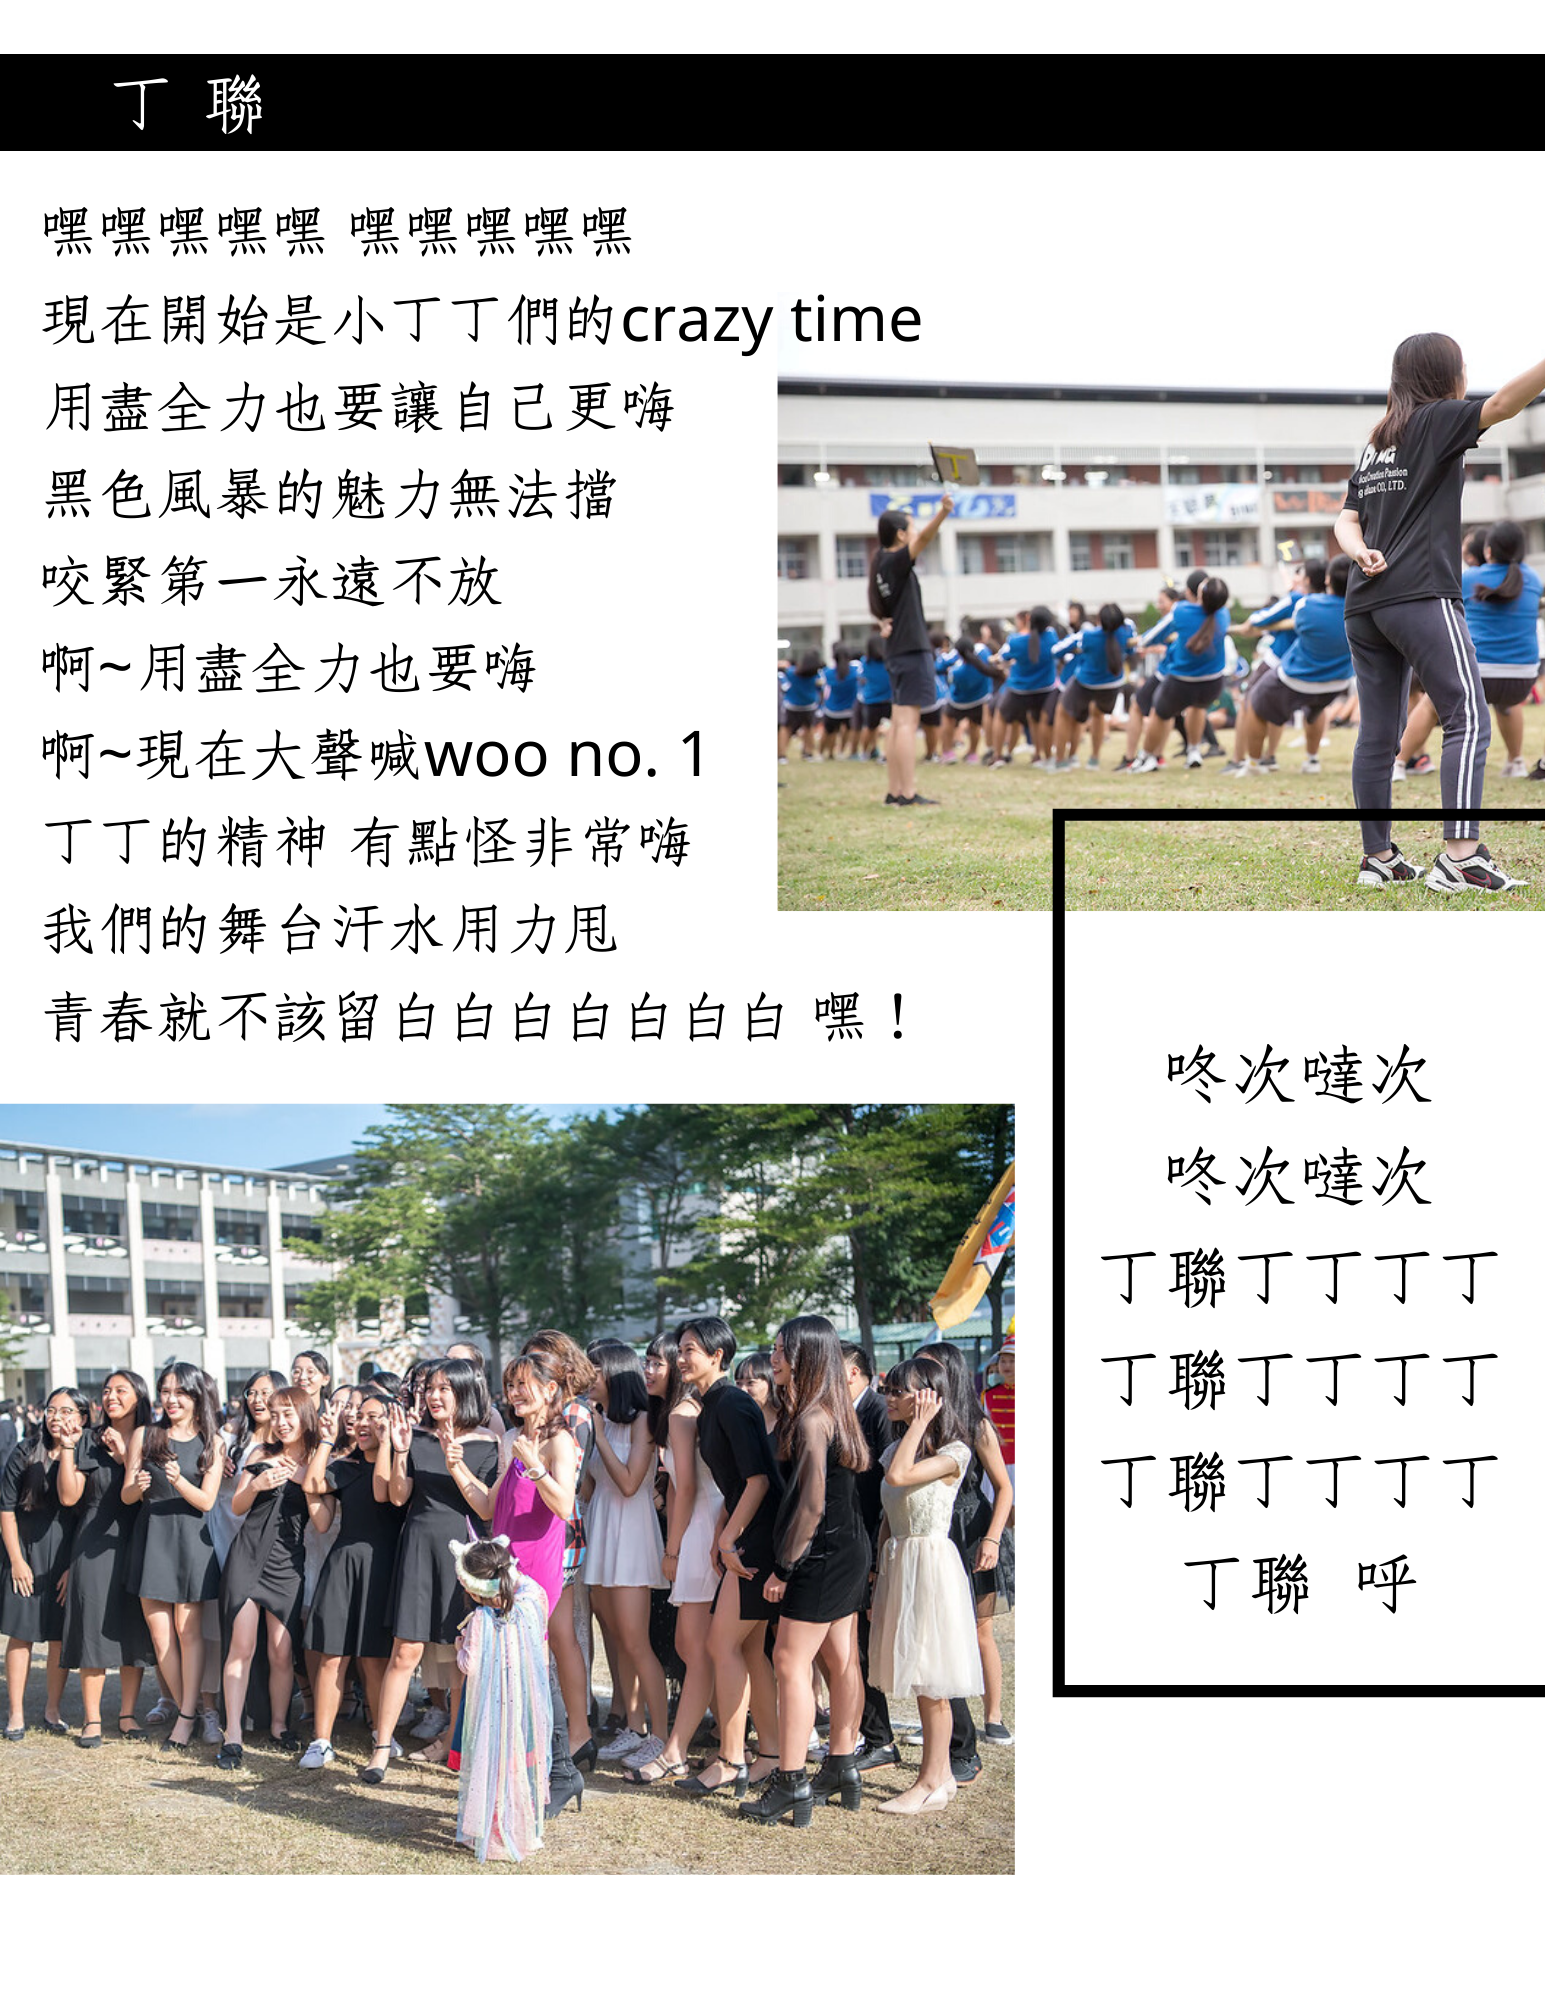 丁 聯
嘿嘿嘿嘿嘿 嘿嘿嘿嘿嘿
現在開始是小丁丁們的crazy time
用盡全力也要讓自己更嗨
黑色風暴的魅力無法擋
咬緊第一永遠不放
啊~用盡全力也要嗨
啊~現在大聲喊woo no. 1
丁丁的精神 有點怪非常嗨
我們的舞台汗水用力甩
青春就不該留白白白白白白白 嘿！
丁
CO, LTD.
咚次噠次
咚次噠次
丁聯丁丁丁丁
丁聯丁丁丁丁
丁聯丁丁丁丁
丁聯 呼